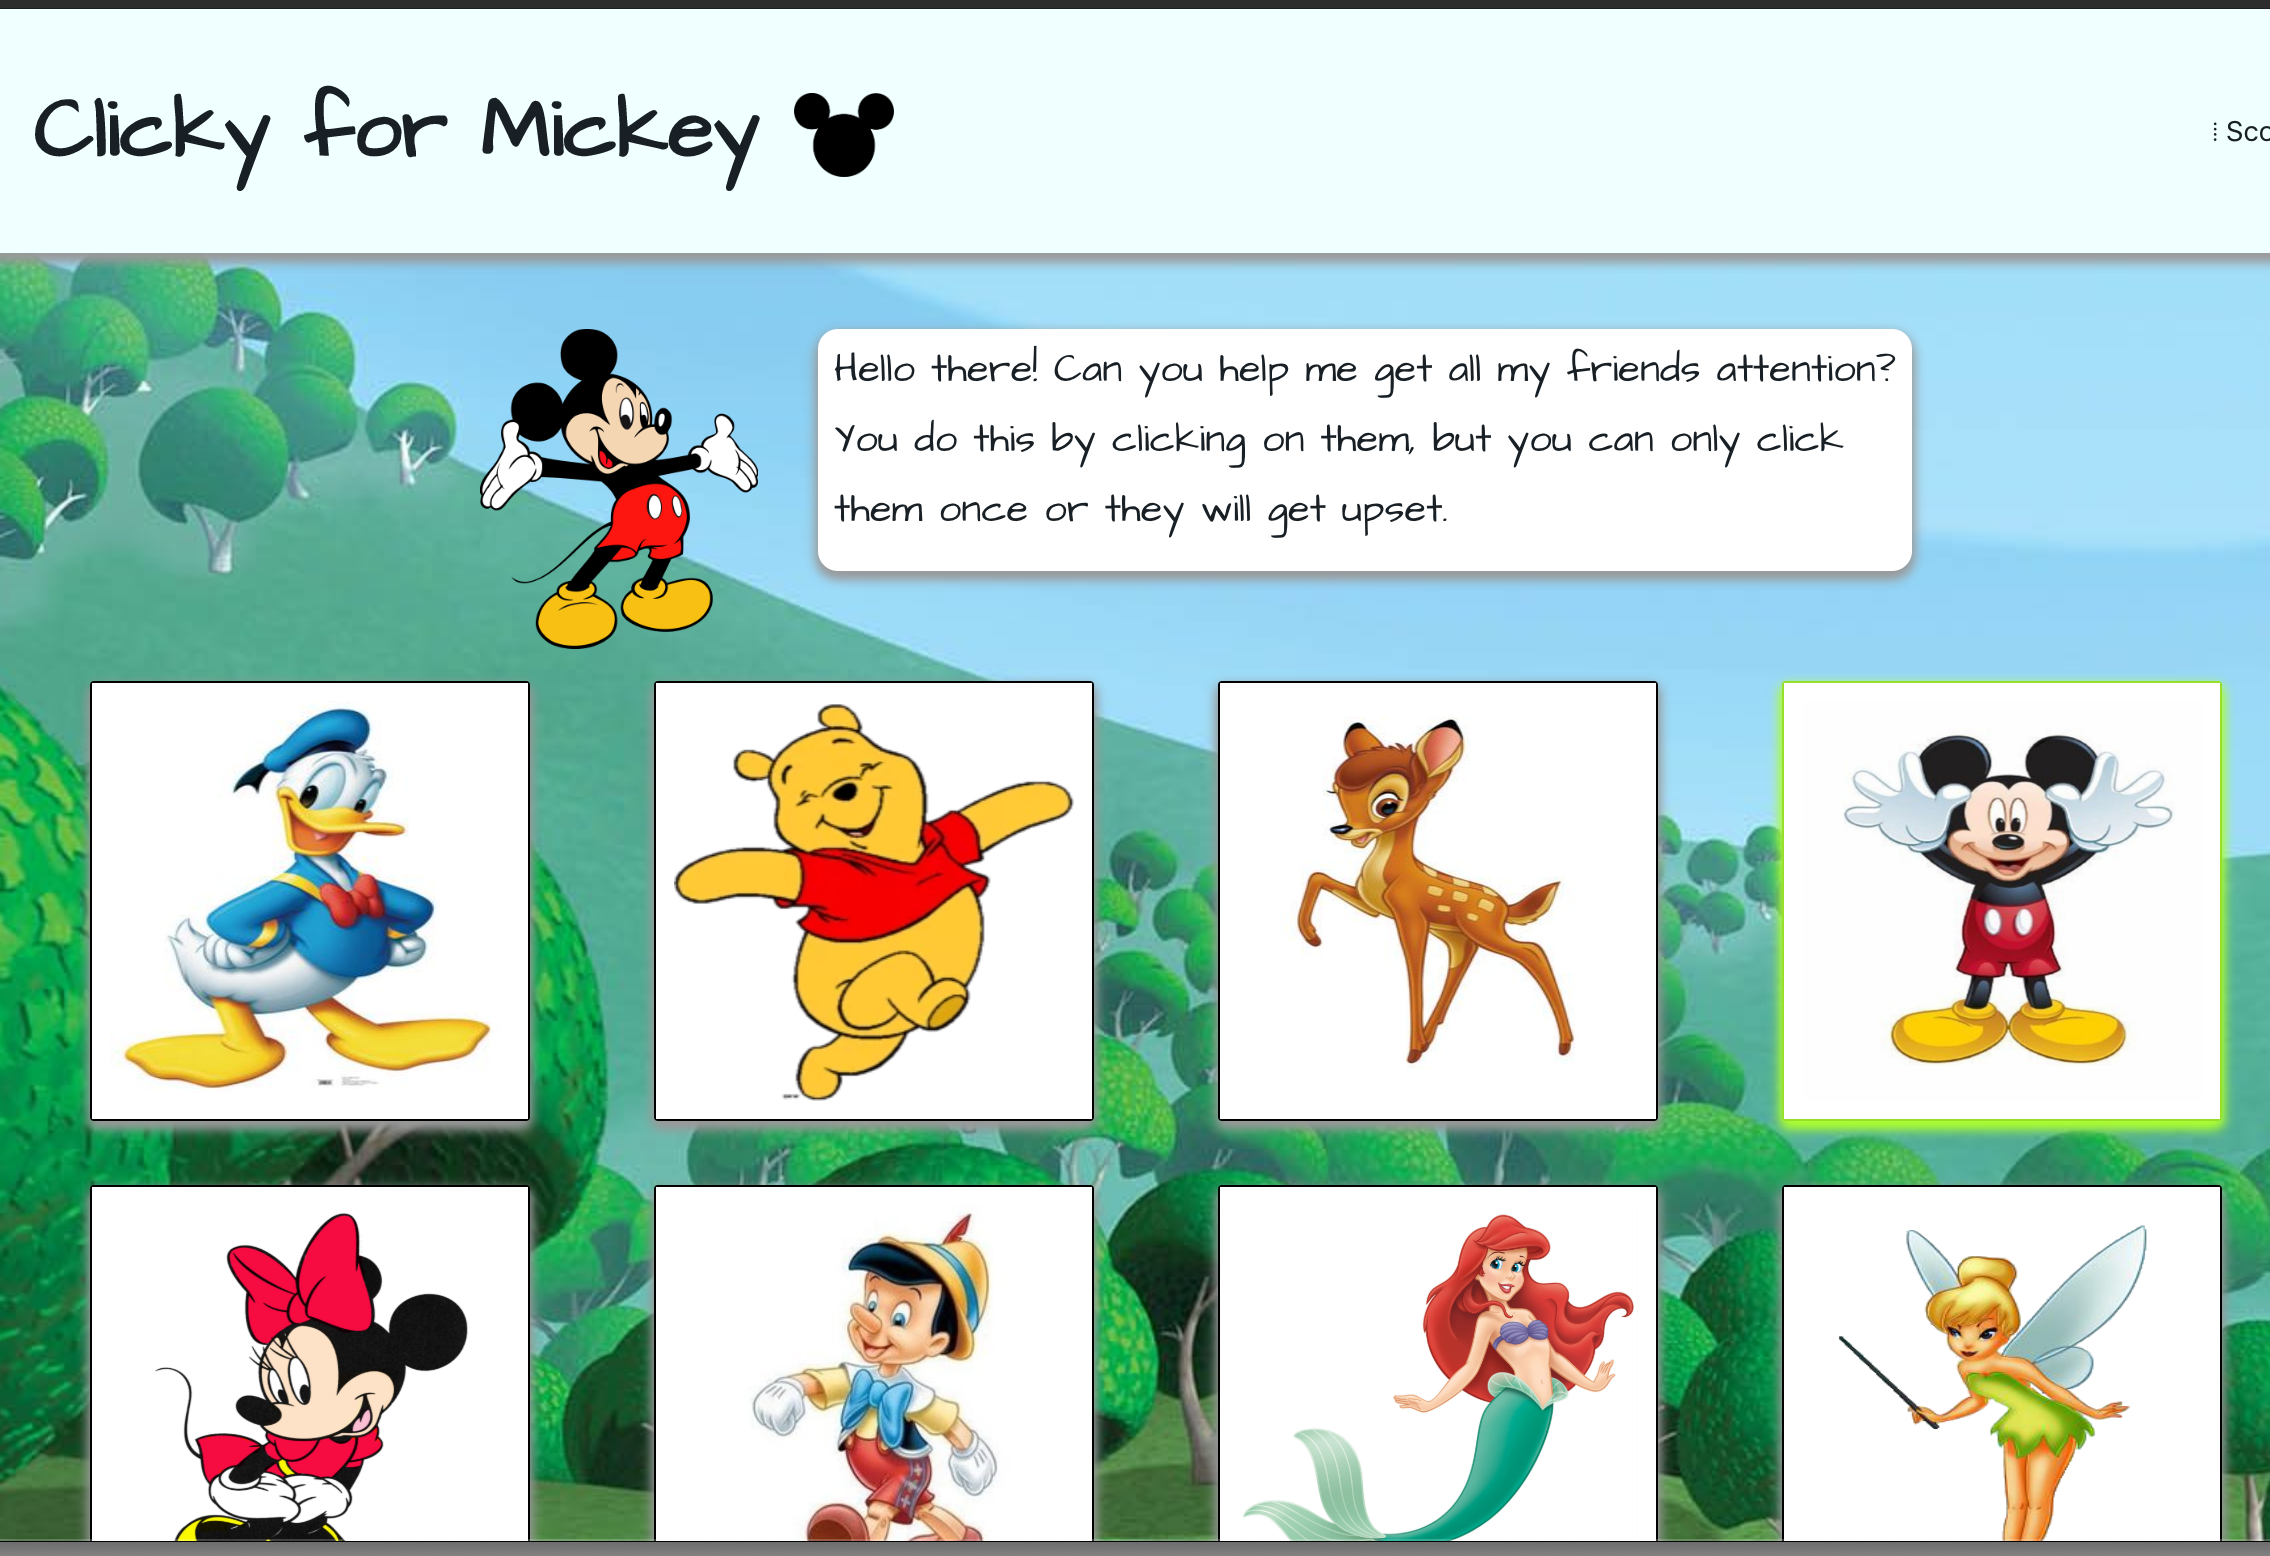 Clicky for Mickey
⁞ Sco
Hello there! Can you help me get all my friends attention?
You do this by clicking on them, but you can only click
them once or they will get upset.